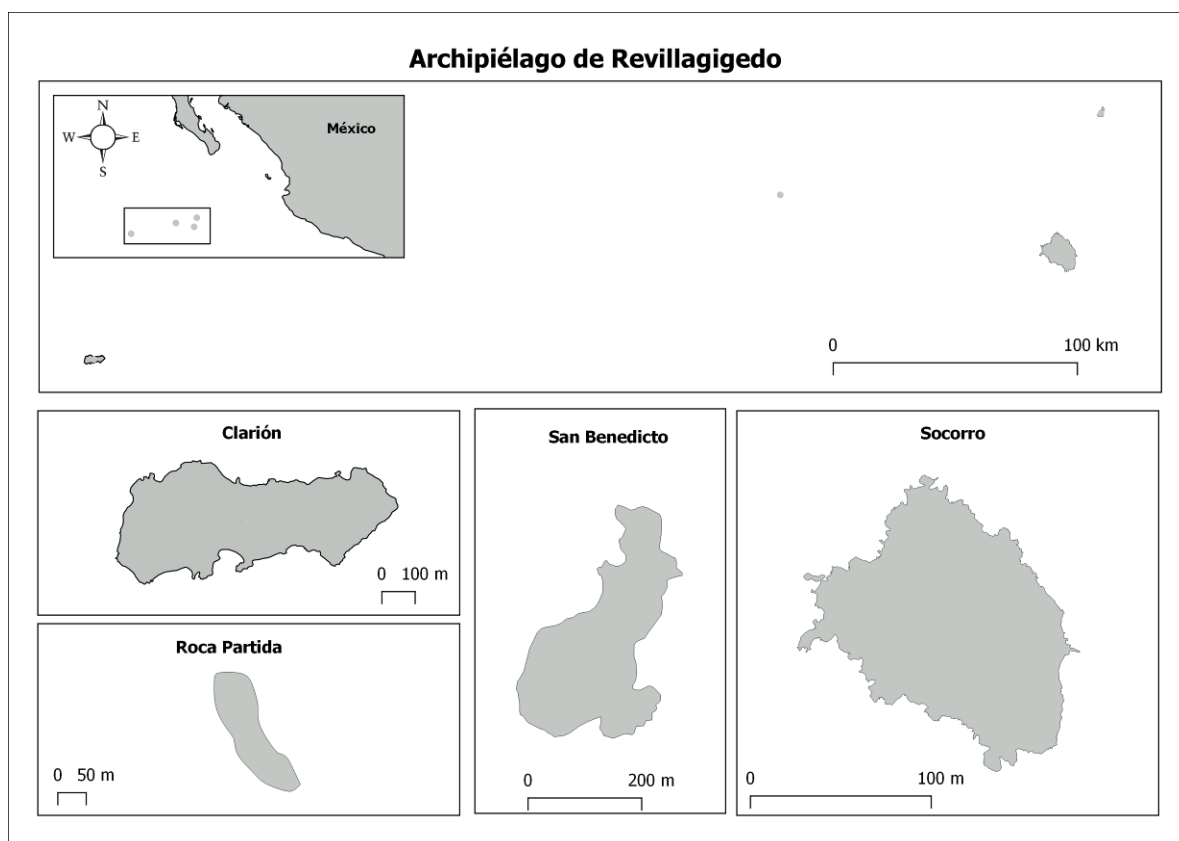 Archipiélago de Revillagigedo
N
México
W E
S
0 100 km
Clarión
0 100 m
San Benedicto
0 200 m
Socorro
0 100 m
Roca Partida
0 50 m